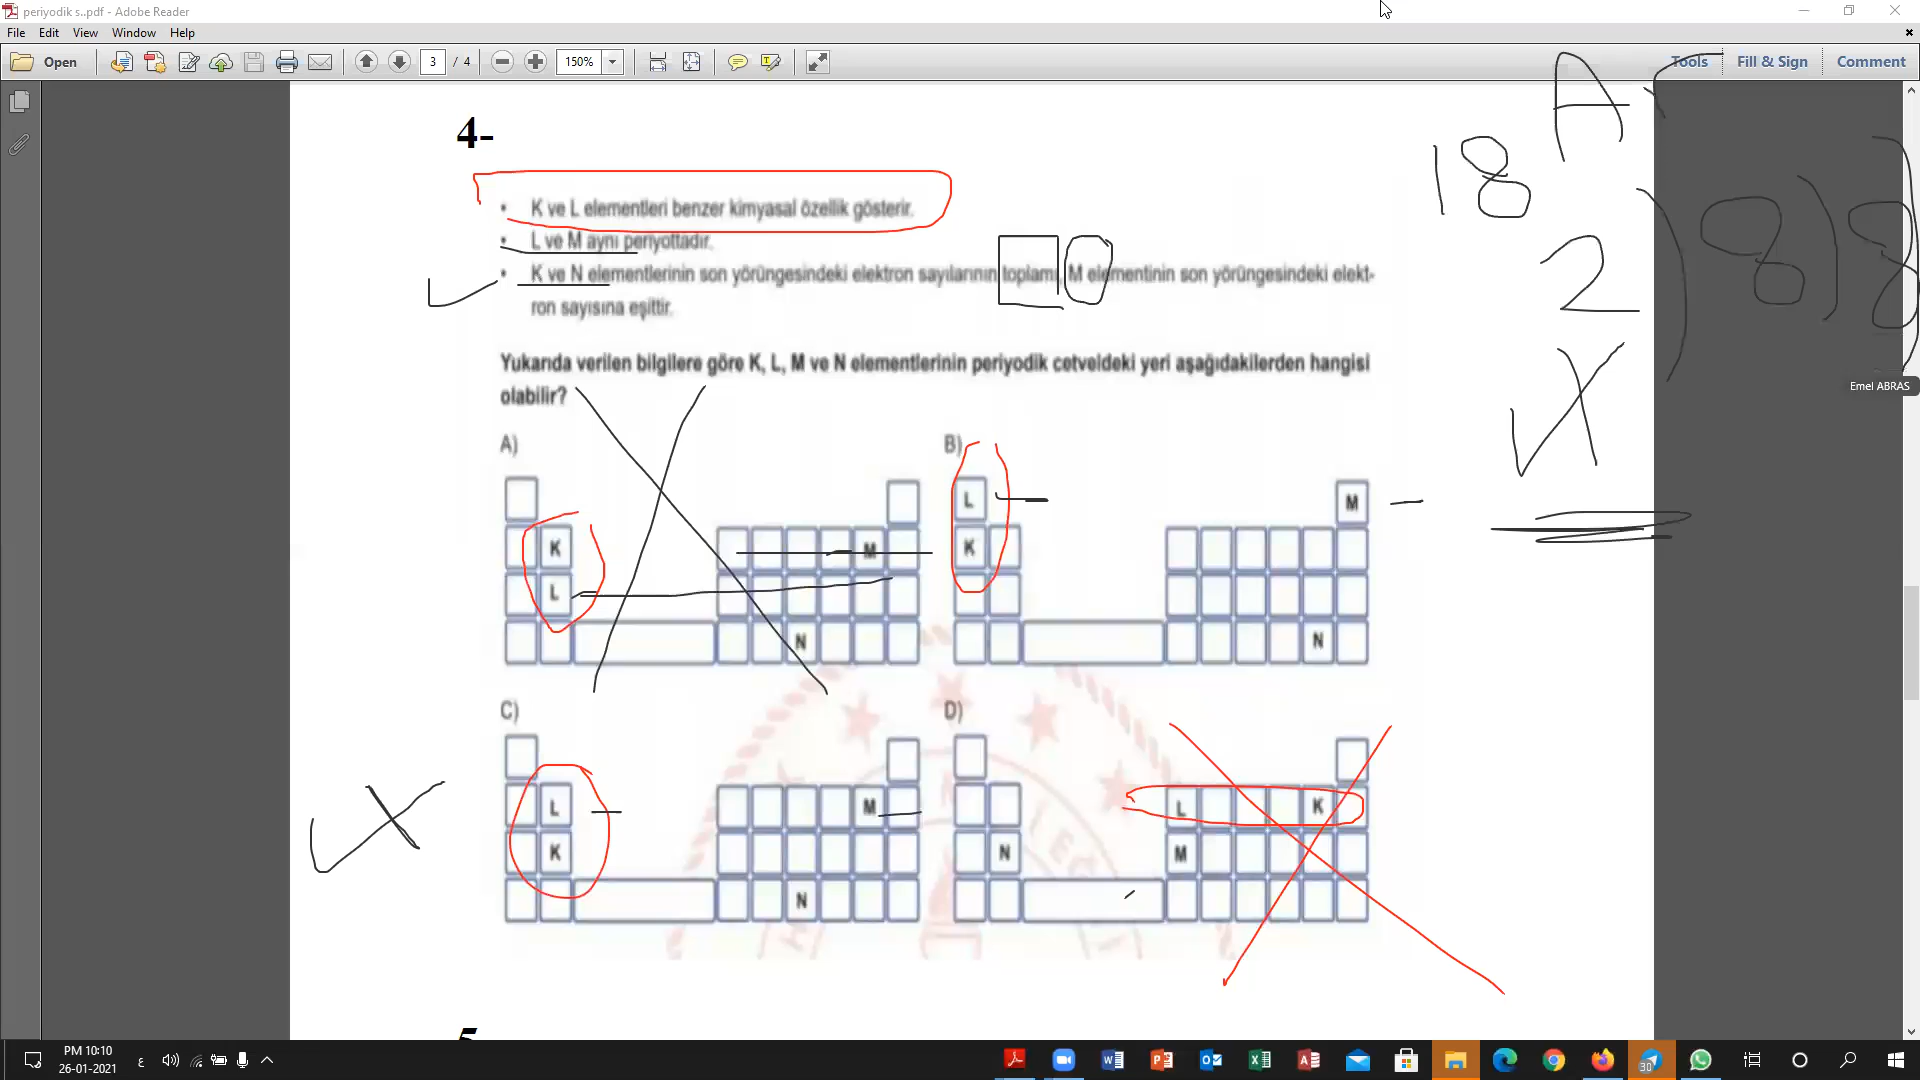 periyodik s..pdf - Adobe Reader
File Edit View Window Help
Open 3 / 4 150% Tools Fill & Sign Comment
4-
• K ve L elementleri benzer kimyasal özellik gösterir.
• L ve M aynı periyottadır.
• K ve N elementlerinin son yörüngesindeki elektron sayılarının toplamı, M elementinin son yörüngesindeki elekt-
ron sayısına eşittir.
Yukarıda verilen bilgilere göre K, L, M ve N elementlerinin periyodik cetveldeki yeri aşağıdakilerden hangisi
olabilir?
A)
K
M
L
N
B)
L
M
K
N
C)
L
M
K
N
D)
L
K
N
M
18
2 ) 8 ) 8 )
Emel ABRAS
PM 10:10
26-01-2021
ع
30